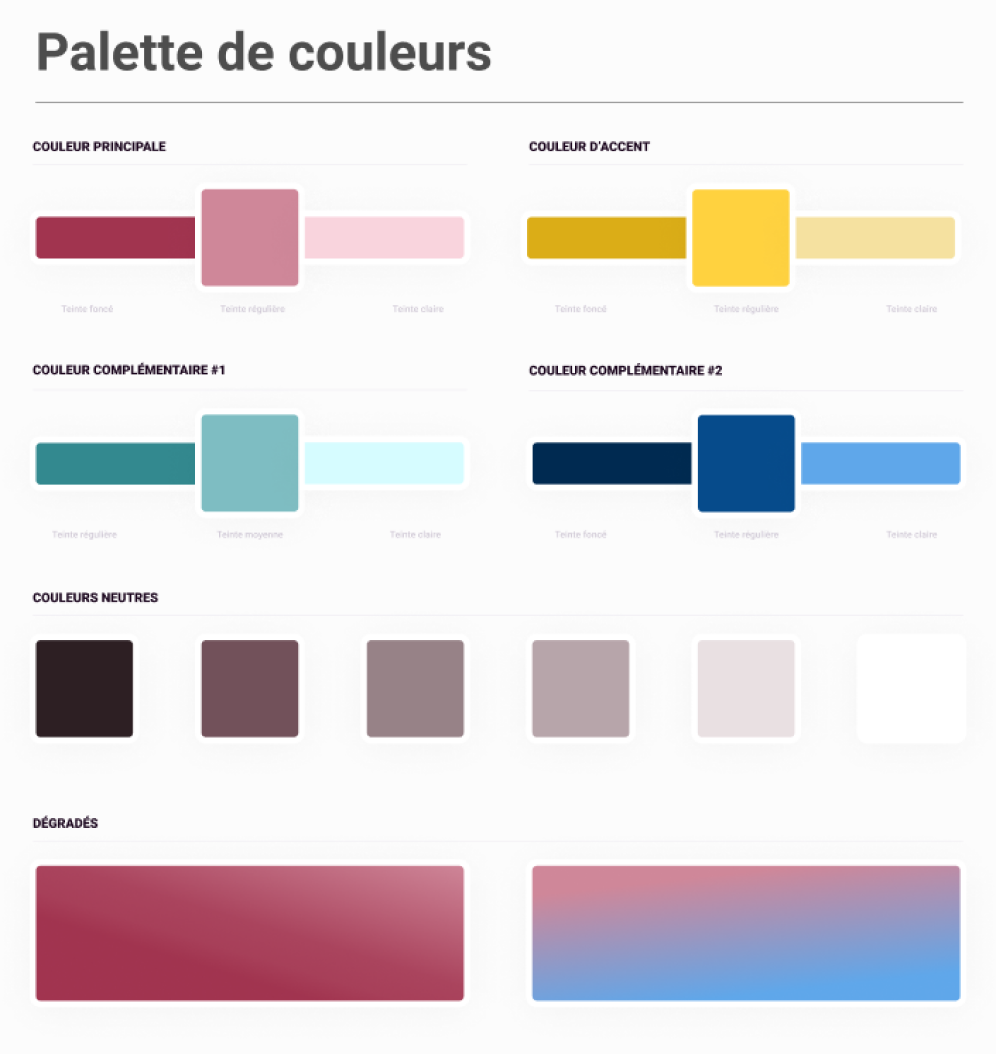 Palette de couleurs
COULEUR PRINCIPALE
COULEUR D'ACCENT
Teinte foncé
Teinte régulière
Teinte claire
Teinte foncé
Teinte régulière
Teinte claire
COULEUR COMPLÉMENTAIRE #1
COULEUR COMPLÉMENTAIRE #2
Teinte régulière
Teinte moyenne
Teinte claire
Teinte foncé
Teinte régulière
Teinte claire
COULEURS NEUTRES
DÉGRADÉS